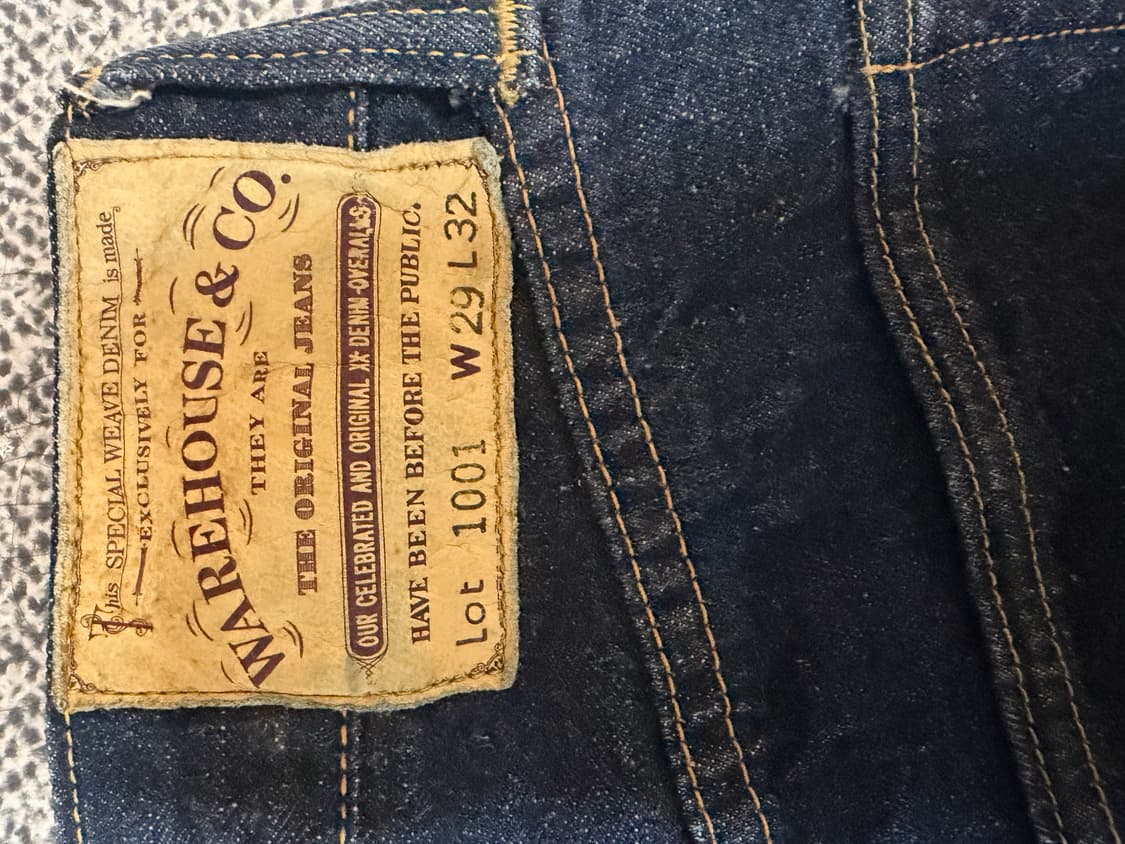 This SPECIAL WEAVE DENIM is made
EXCLUSIVELY FOR
WAREHOUSE & CO.
THEY ARE
THE ORIGINAL JEANS
OUR CELEBRATED AND ORIGINAL XX DENIM-OVERALLS
HAVE BEEN BEFORE THE PUBLIC.
Lot 1001 W29 L32